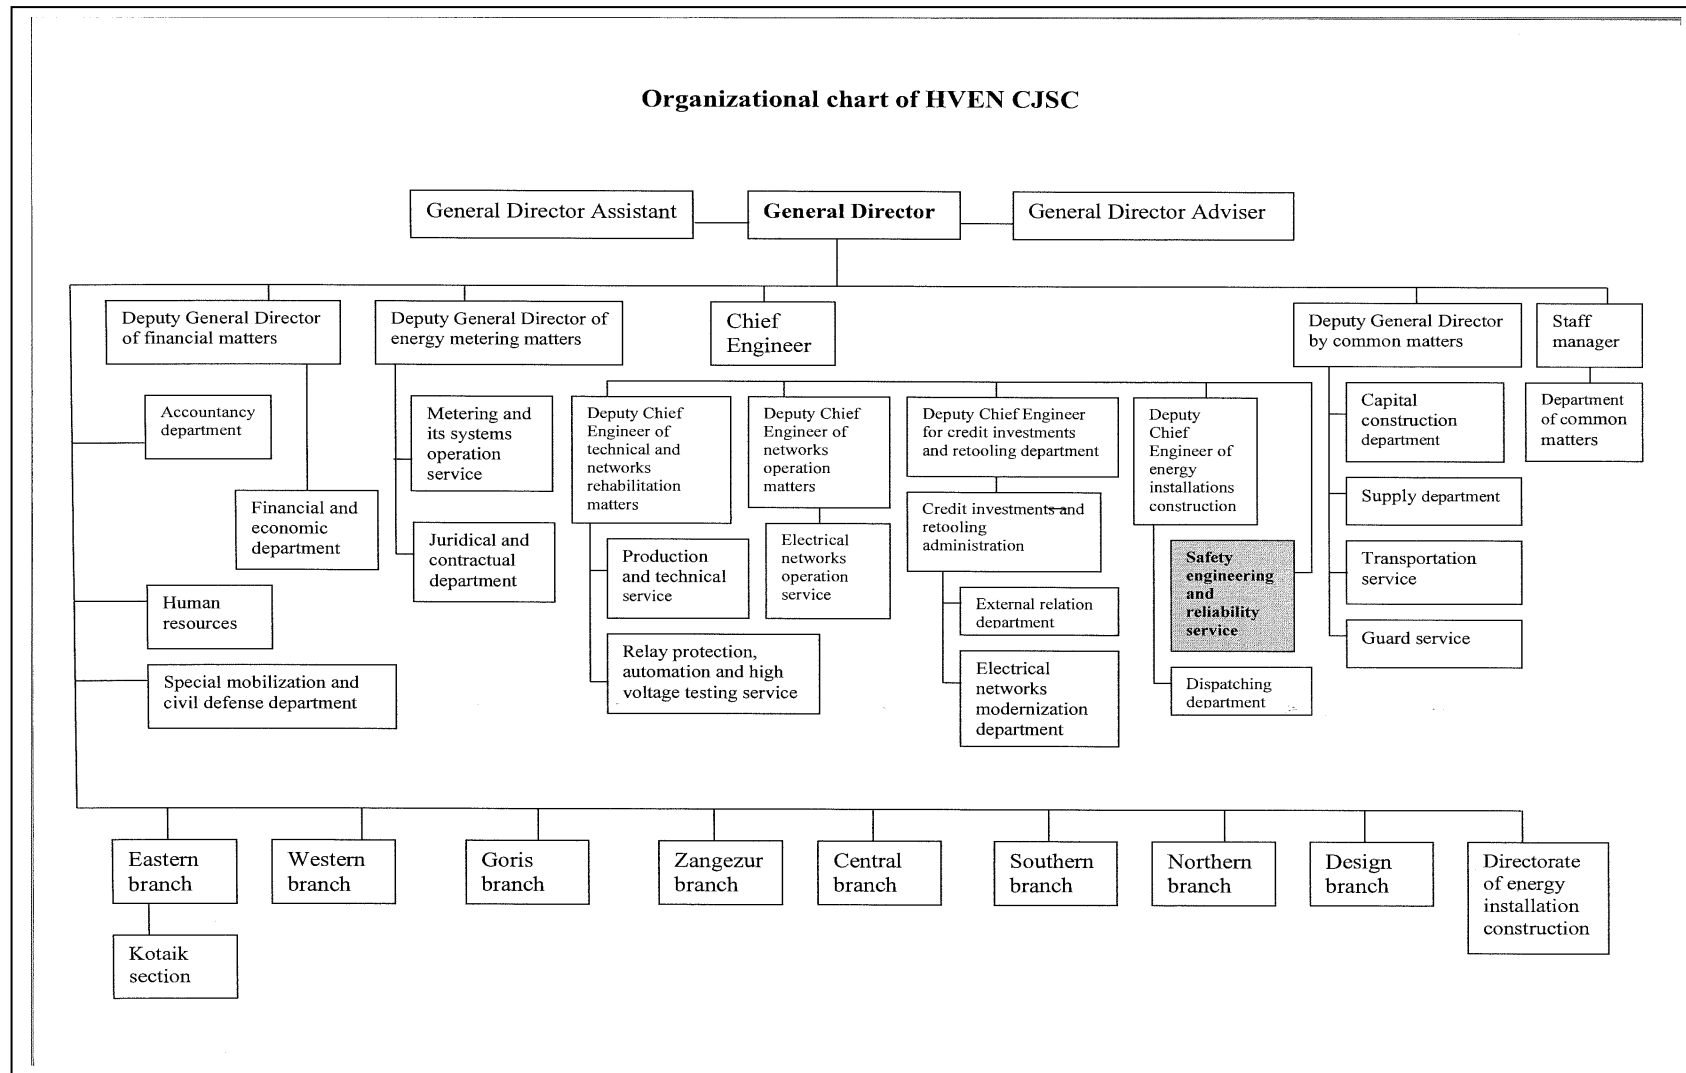 Organizational chart of HVEN CJSC
General Director Assistant
General Director
General Director Adviser
Deputy General Director
of financial matters
Deputy General Director of
energy metering matters
Chief
Engineer
Deputy General Director
by common matters
Staff
manager
Accountancy
department
Financial and
economic
department
Human
resources
Special mobilization and
civil defense department
Metering and
its systems
operation
service
Juridical and
contractual
department
Deputy Chief
Engineer of
technical and
networks
rehabilitation
matters
Production
and technical
service
Relay protection,
automation and high
voltage testing service
Deputy Chief
Engineer of
networks
operation
matters
Electrical
networks
operation
service
Deputy Chief Engineer
for credit investments
and retooling department
Credit investments and
retooling
administration
External relation
department
Electrical
networks
modernization
department
Deputy
Chief
Engineer of
energy
installations
construction
Safety
engineering
and
reliability
service
Dispatching
department
Capital
construction
department
Supply department
Transportation
service
Guard service
Department
of common
matters
Eastern
branch
Western
branch
Goris
branch
Zangezur
branch
Central
branch
Southern
branch
Northern
branch
Design
branch
Directorate
of energy
installation
construction
Kotaik
section